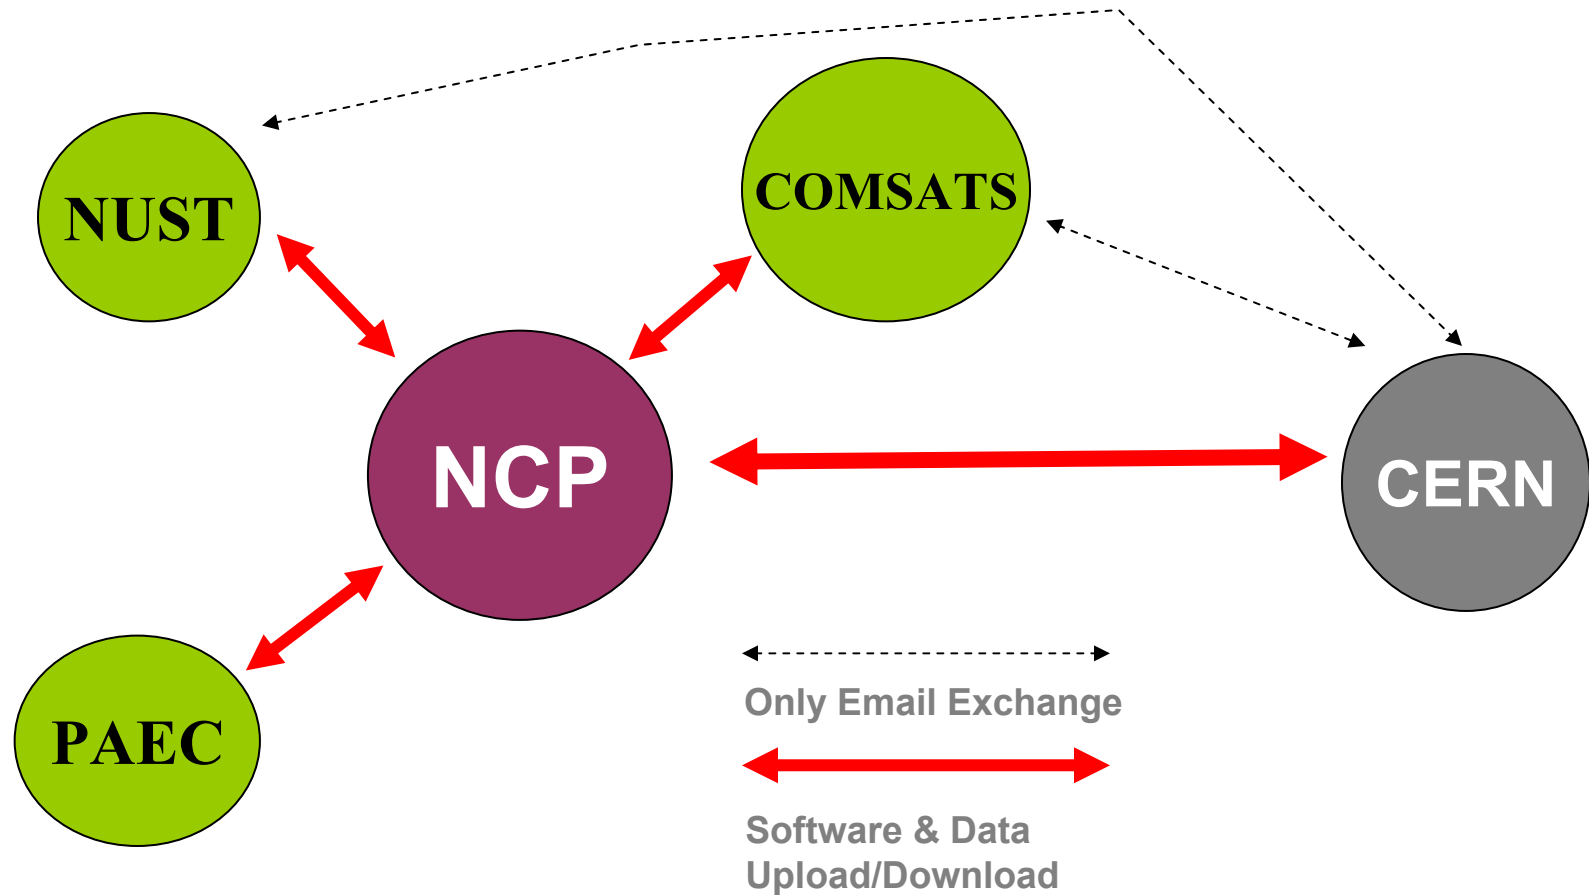 COMSATS
NUST
NCP
CERN
PAEC
Only Email Exchange
Software & Data
Upload/Download